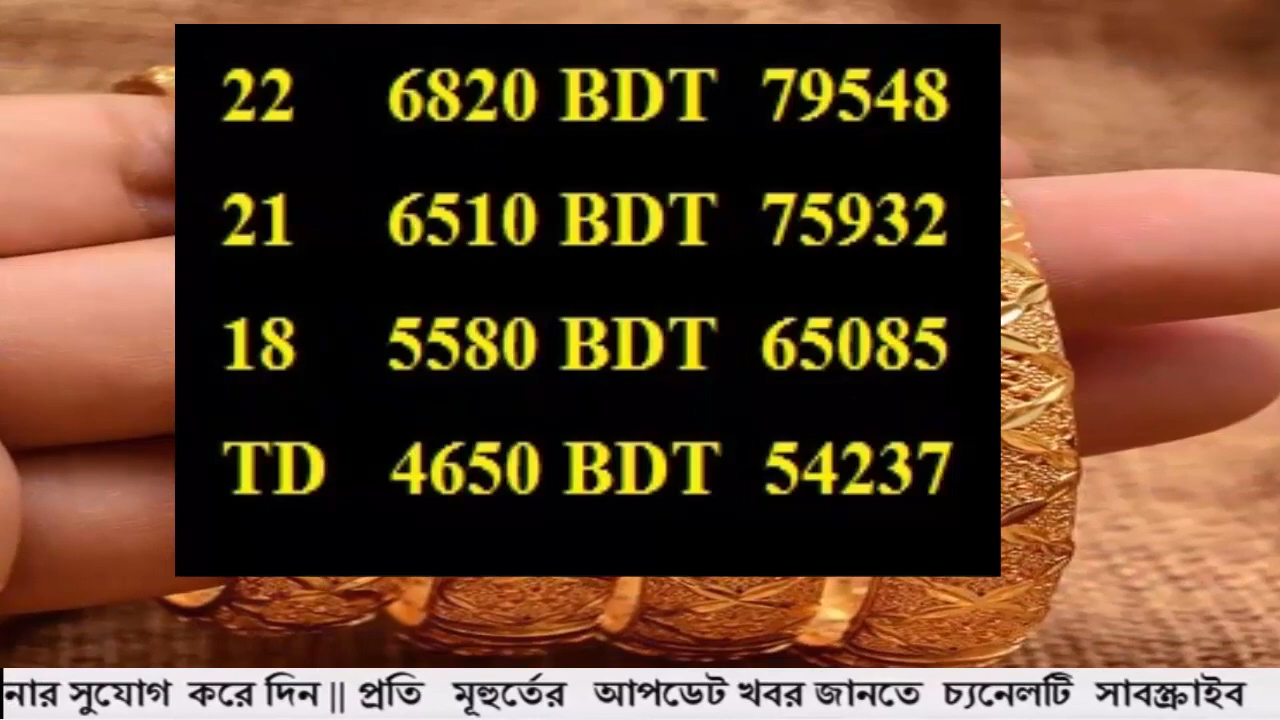 22 6820 BDT 79548
21 6510 BDT 75932
18 5580 BDT 65085
TD 4650 BDT 54237
নার সুযোগ করে দিন || প্রতি মূহুর্তের আপডেট খবর জানতে চ্যনেলটি সাবস্ক্রাইব